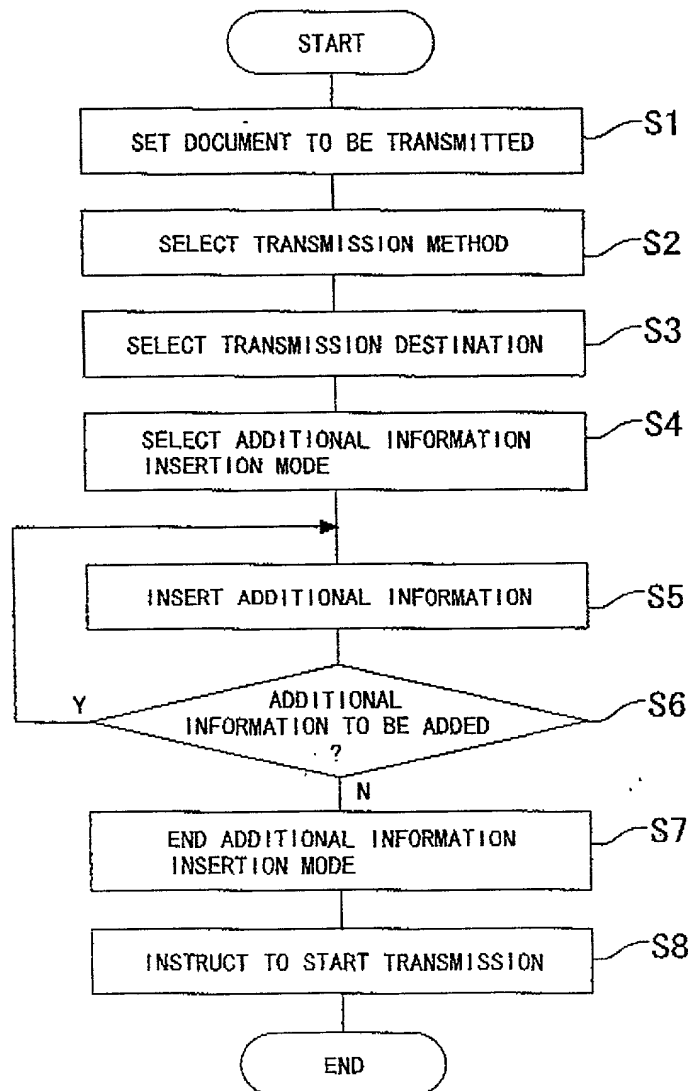 START
SET DOCUMENT TO BE TRANSMITTED
S1
SELECT TRANSMISSION METHOD
S2
SELECT TRANSMISSION DESTINATION
S3
SELECT ADDITIONAL INFORMATION
INSERTION MODE
S4
INSERT ADDITIONAL INFORMATION
S5
ADDITIONAL
INFORMATION TO BE ADDED
?
S6
Y
N
END ADDITIONAL INFORMATION
INSERTION MODE
S7
INSTRUCT TO START TRANSMISSION
S8
END